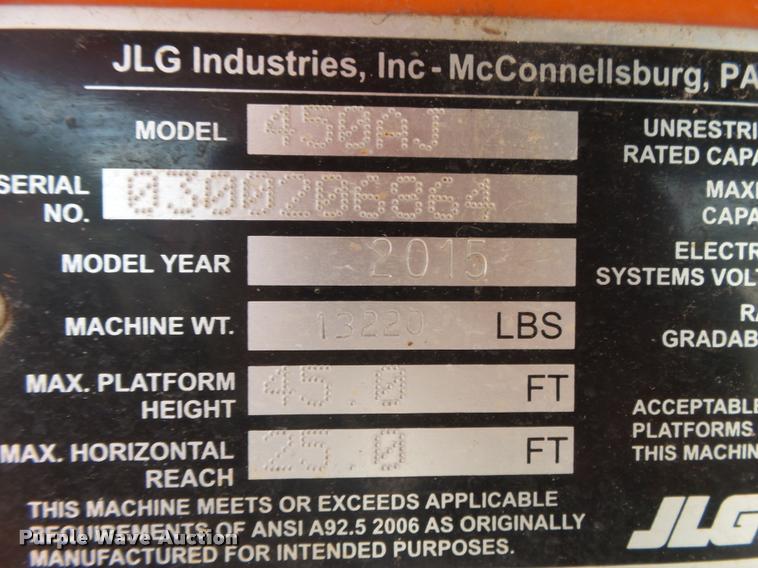 JLG Industries, Inc - McConnellsburg, PA
MODEL 450AJ
SERIAL NO. 0300206864
MODEL YEAR 2015
MACHINE WT. 13220 LBS
MAX. PLATFORM HEIGHT 45.0 FT
MAX. HORIZONTAL REACH 25.0 FT
THIS MACHINE MEETS OR EXCEEDS APPLICABLE
REQUIREMENTS OF ANSI A92.5 2006 AS ORIGINALLY
MANUFACTURED FOR INTENDED PURPOSES.
UNRESTRI
RATED CAPA
MAXI
CAPA
ELECTR
SYSTEMS VOLT
RA
GRADAB
ACCEPTABLE
PLATFORMS
THIS MACHIN
JLG
Purple Wave Auction